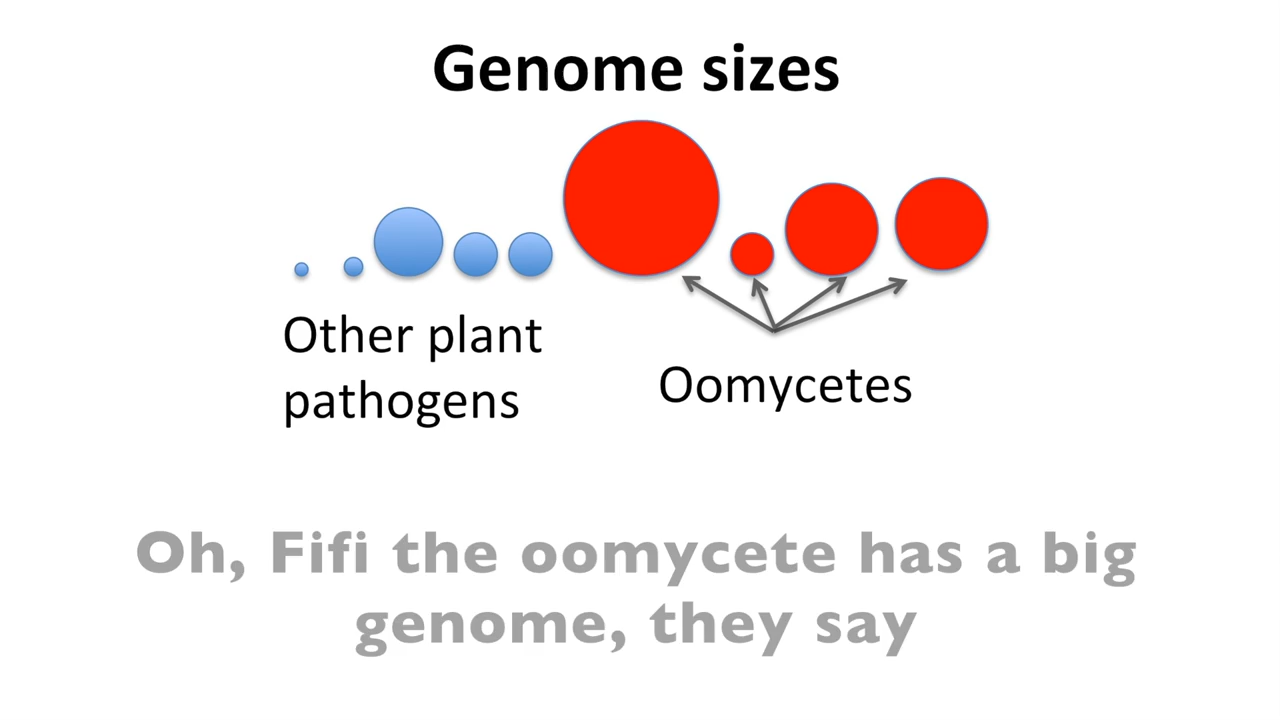 Genome sizes
Other plant
pathogens
Oomycetes
Oh, Fifi the oomycete has a big
genome, they say